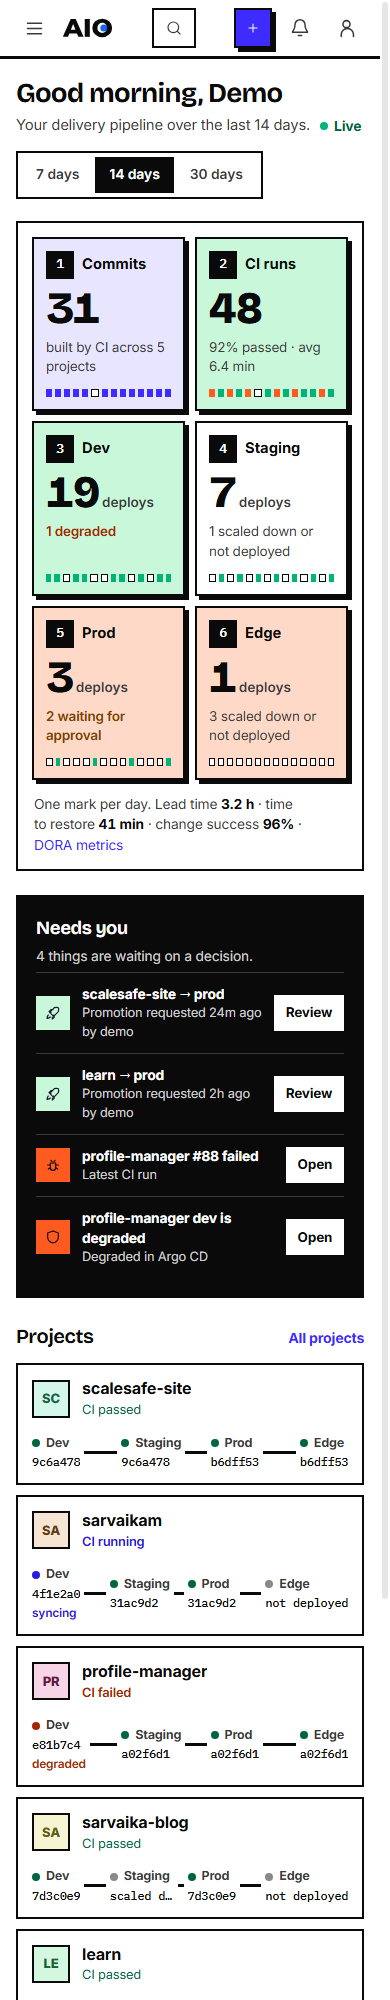 AIO
Good morning, Demo
Your delivery pipeline over the last 14 days.
Live
7 days
14 days
30 days
1 Commits
31
built by CI across 5
projects
2 CI runs
48
92% passed · avg
6.4 min
3 Dev
19 deploys
1 degraded
4 Staging
7 deploys
1 scaled down or
not deployed
5 Prod
3 deploys
2 waiting for
approval
6 Edge
1 deploys
3 scaled down or
not deployed
One mark per day. Lead time 3.2 h · time
to restore 41 min · change success 96% ·
DORA metrics
Needs you
4 things are waiting on a decision.
scalesafe-site → prod
Promotion requested 24m ago
by demo
Review
learn → prod
Promotion requested 2h ago
by demo
Review
profile-manager #88 failed
Latest CI run
Open
profile-manager dev is
degraded
Degraded in Argo CD
Open
Projects
All projects
SC
scalesafe-site
CI passed
Dev
9c6a478
Staging
9c6a478
Prod
b6dff53
Edge
b6dff53
SA
sarvaikam
CI running
Dev
4f1e2a0
syncing
Staging
31ac9d2
Prod
31ac9d2
Edge
not deployed
PR
profile-manager
CI failed
Dev
e81b7c4
degraded
Staging
a02f6d1
Prod
a02f6d1
Edge
a02f6d1
SA
sarvaika-blog
CI passed
Dev
7d3c0e9
Staging
scaled d…
Prod
7d3c0e9
Edge
not deployed
LE
learn
CI passed